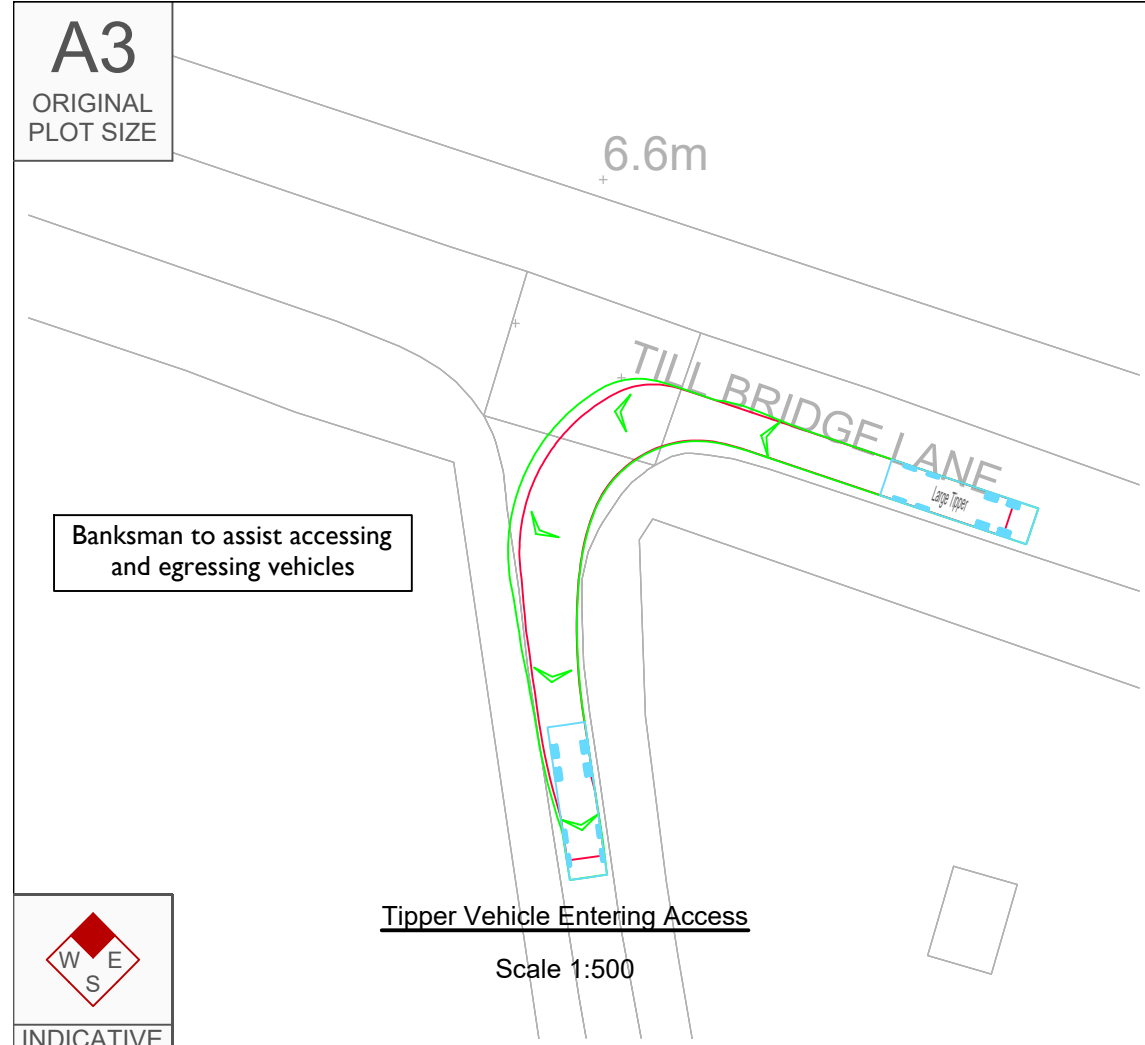 A3
ORIGINAL
PLOT SIZE
6.6m
TILL BRIDGE LANE
Large Tipper
Banksman to assist accessing
and egressing vehicles
Tipper Vehicle Entering Access
Scale 1:500
W E
S
INDICATIVE